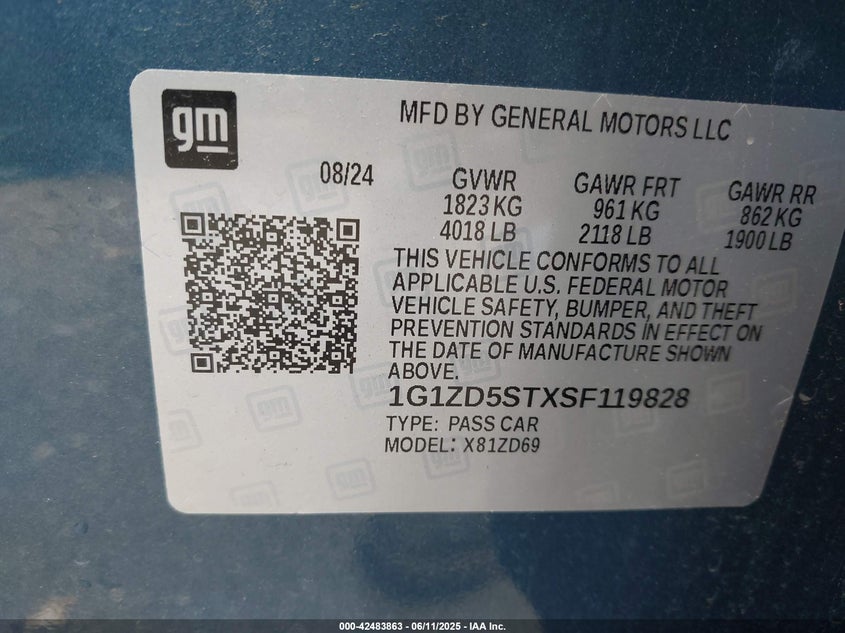 gm
MFD BY GENERAL MOTORS LLC
08/24
GVWR
1823 KG
4018 LB
GAWR FRT
961 KG
2118 LB
GAWR RR
862 KG
1900 LB
THIS VEHICLE CONFORMS TO ALL
APPLICABLE U.S. FEDERAL MOTOR
VEHICLE SAFETY, BUMPER, AND THEFT
PREVENTION STANDARDS IN EFFECT ON
THE DATE OF MANUFACTURE SHOWN
ABOVE.
1G1ZD5STXSF119828
TYPE: PASS CAR
MODEL: X81ZD69
000-42483863 - 06/11/2025 - IAA Inc.